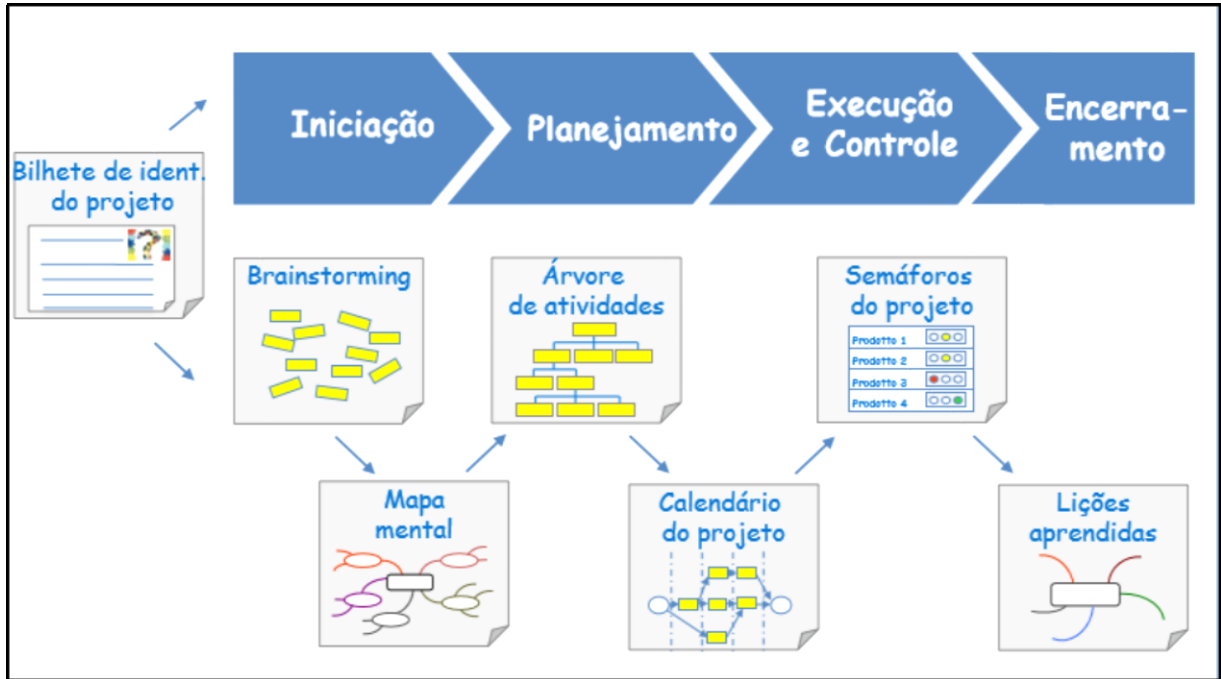 Iniciação
Planejamento
Execução
e Controle
Encerra-
mento
Bilhete de ident.
do projeto
!?!
Brainstorming
Árvore
de atividades
Semáforos
do projeto
Prodotto 1
Prodotto 2
Prodotto 3
Prodotto 4
Mapa
mental
Calendário
do projeto
Lições
aprendidas